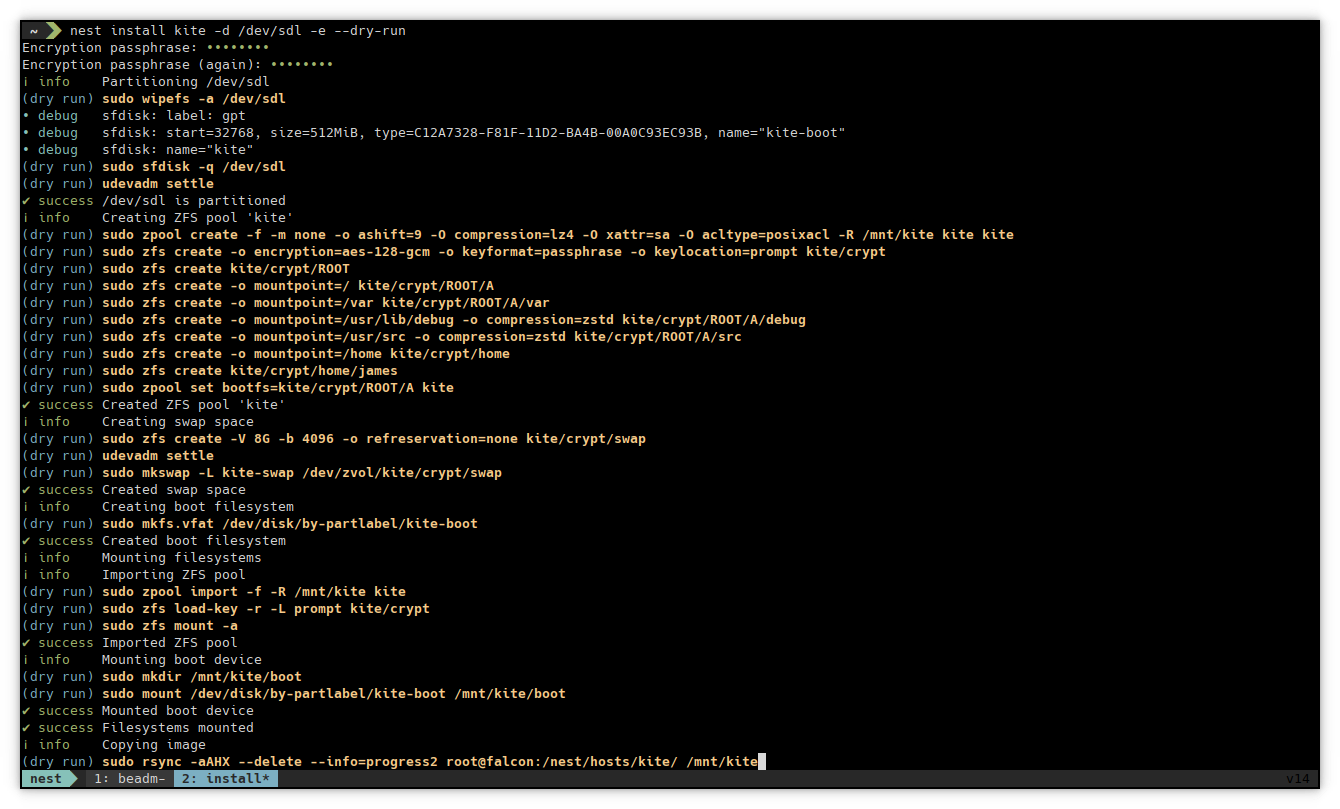 ~ nest install kite -d /dev/sdl -e --dry-run
Encryption passphrase: ••••••••
Encryption passphrase (again): ••••••••
¡ info    Partitioning /dev/sdl
(dry run) sudo wipefs -a /dev/sdl
• debug   sfdisk: label: gpt
• debug   sfdisk: start=32768, size=512MiB, type=C12A7328-F81F-11D2-BA4B-00A0C93EC93B, name="kite-boot"
• debug   sfdisk: name="kite"
(dry run) sudo sfdisk -q /dev/sdl
(dry run) udevadm settle
✔ success /dev/sdl is partitioned
¡ info    Creating ZFS pool 'kite'
(dry run) sudo zpool create -f -m none -o ashift=9 -O compression=lz4 -O xattr=sa -O acltype=posixacl -R /mnt/kite kite kite
(dry run) sudo zfs create -o encryption=aes-128-gcm -o keyformat=passphrase -o keylocation=prompt kite/crypt
(dry run) sudo zfs create kite/crypt/ROOT
(dry run) sudo zfs create -o mountpoint=/ kite/crypt/ROOT/A
(dry run) sudo zfs create -o mountpoint=/var kite/crypt/ROOT/A/var
(dry run) sudo zfs create -o mountpoint=/usr/lib/debug -o compression=zstd kite/crypt/ROOT/A/debug
(dry run) sudo zfs create -o mountpoint=/usr/src -o compression=zstd kite/crypt/ROOT/A/src
(dry run) sudo zfs create -o mountpoint=/home kite/crypt/home
(dry run) sudo zfs create kite/crypt/home/james
(dry run) sudo zpool set bootfs=kite/crypt/ROOT/A kite
✔ success Created ZFS pool 'kite'
¡ info    Creating swap space
(dry run) sudo zfs create -V 8G -b 4096 -o refreservation=none kite/crypt/swap
(dry run) udevadm settle
(dry run) sudo mkswap -L kite-swap /dev/zvol/kite/crypt/swap
✔ success Created swap space
¡ info    Creating boot filesystem
(dry run) sudo mkfs.vfat /dev/disk/by-partlabel/kite-boot
✔ success Created boot filesystem
¡ info    Mounting filesystems
¡ info    Importing ZFS pool
(dry run) sudo zpool import -f -R /mnt/kite kite
(dry run) sudo zfs load-key -r -L prompt kite/crypt
(dry run) sudo zfs mount -a
✔ success Imported ZFS pool
¡ info    Mounting boot device
(dry run) sudo mkdir /mnt/kite/boot
(dry run) sudo mount /dev/disk/by-partlabel/kite-boot /mnt/kite/boot
✔ success Mounted boot device
✔ success Filesystems mounted
¡ info    Copying image
(dry run) sudo rsync -aAHX --delete --info=progress2 root@falcon:/nest/hosts/kite/ /mnt/kite
nest 1: beadm- 2: install* v14